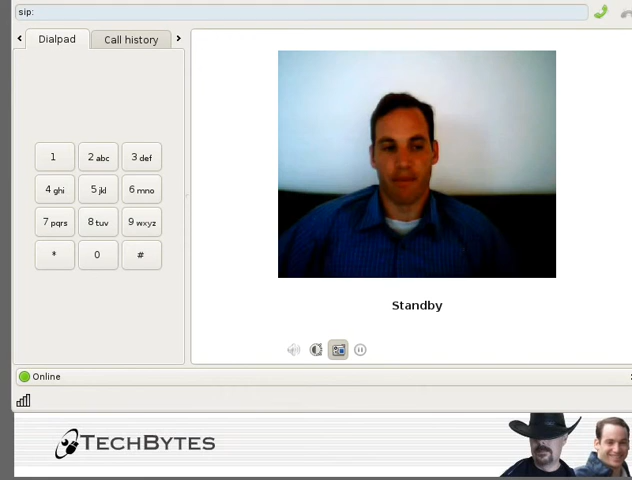 sip:
Dialpad
Call history
1
2 abc
3 def
4 ghi
5 jkl
6 mno
7 pqrs
8 tuv
9 wxyz
*
0
#
Standby
Online
TECHBYTES